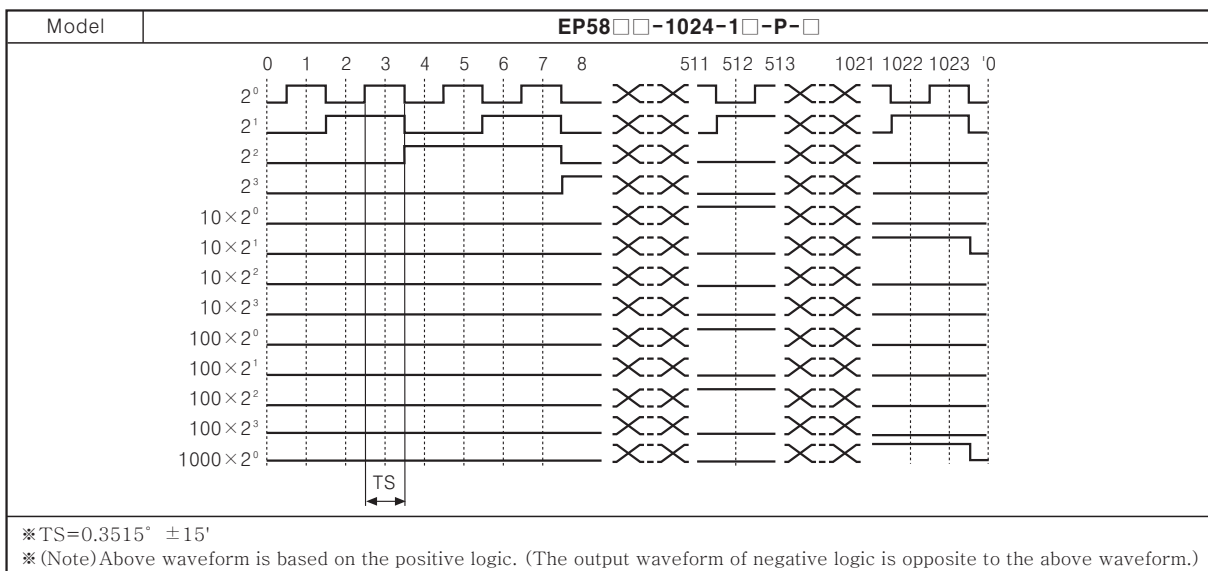 Model EP58□□-1024-1□-P-□
0 1 2 3 4 5 6 7 8 511 512 513 1021 1022 1023 '0
2⁰
2¹
2²
2³
10×2⁰
10×2¹
10×2²
10×2³
100×2⁰
100×2¹
100×2²
100×2³
1000×2⁰
TS
※TS=0.3515° ±15'
※(Note)Above waveform is based on the positive logic. (The output waveform of negative logic is opposite to the above waveform.)